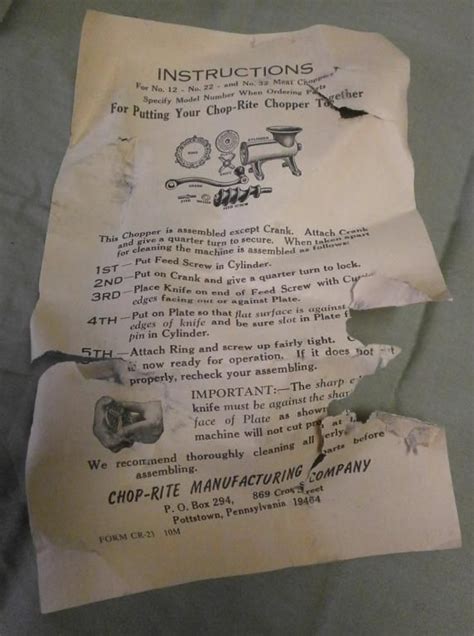 INSTRUCTIONS
For No. 12 - No. 22 - and No. 32 Meat Choppers
Specify Model Number When Ordering Parts
For Putting Your Chop-Rite Chopper Together
CYLINDER
RING
CRANK
FEED SCREW
This Chopper is assembled except Crank. Attach Crank
and give a quarter turn to secure. When taken apart
for cleaning the machine is assembled as follows:
1ST—Put Feed Screw in Cylinder.
2ND—Put on Crank and give a quarter turn to lock.
3RD—Place Knife on end of Feed Screw with
edges facing out or against Plate.
4TH—Put on Plate so that flat surface is against
edges of knife and be sure slot in Plate
pin in Cylinder.
5TH—Attach Ring and screw up fairly tight.
is now ready for operation. If it does not
properly, recheck your assembling.
IMPORTANT:—The sharp
knife must be against the
face of Plate as shown
machine will not cut
We recommend thoroughly cleaning all parts before
assembling.
CHOP-RITE MANUFACTURING COMPANY
P. O. Box 294, 869 Cross Street
Pottstown, Pennsylvania 19464
FORM CR-21 10M